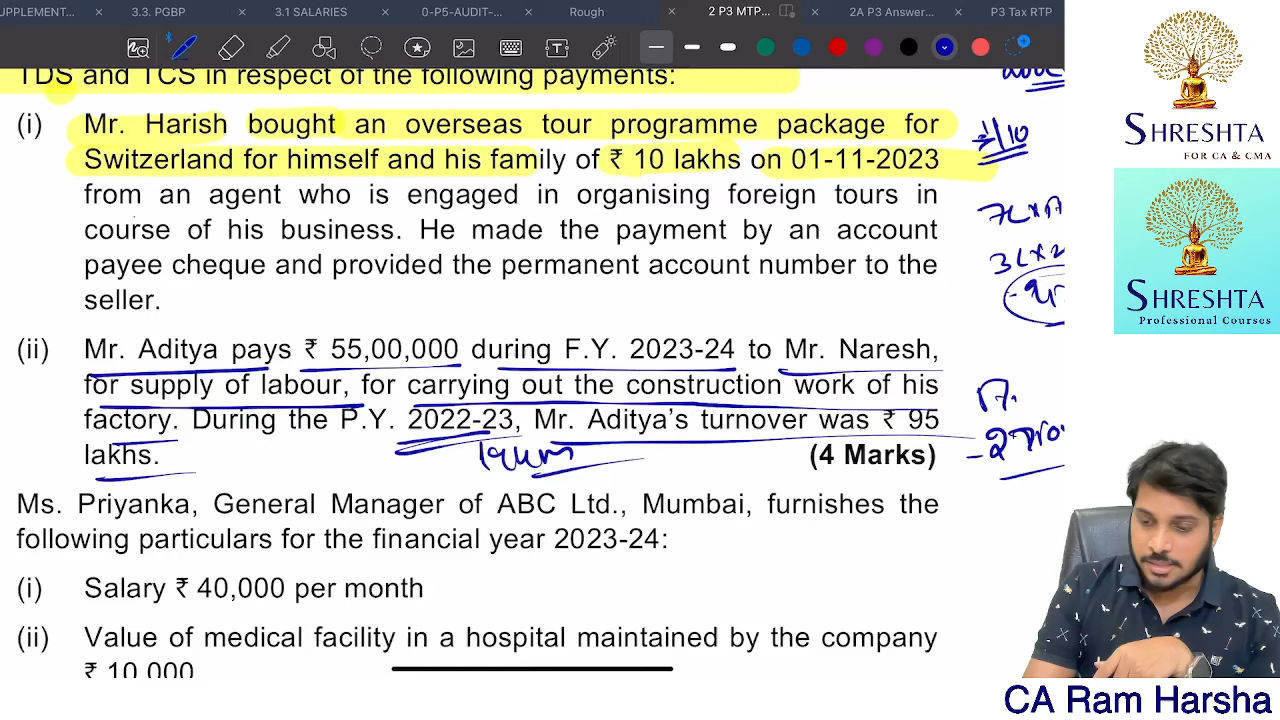 UPPLEMENT...
3.3. PGBP
3.1 SALARIES
0-P5-AUDIT-...
Rough
2 P3 MTP...
2A P3 Answer...
P3 Tax RTP
TDS and TCS in respect of the following payments:
(i) Mr. Harish bought an overseas tour programme package for
Switzerland for himself and his family of ₹ 10 lakhs on 01-11-2023
from an agent who is engaged in organising foreign tours in
course of his business. He made the payment by an account
payee cheque and provided the permanent account number to the
seller.
(ii) Mr. Aditya pays ₹ 55,00,000 during F.Y. 2023-24 to Mr. Naresh,
for supply of labour, for carrying out the construction work of his
factory. During the P.Y. 2022-23, Mr. Aditya's turnover was ₹ 95
lakhs.
(4 Marks)
Ms. Priyanka, General Manager of ABC Ltd., Mumbai, furnishes the
following particulars for the financial year 2023-24:
(i) Salary ₹ 40,000 per month
(ii) Value of medical facility in a hospital maintained by the company
₹ 10,000
SHRESHTA
FOR CA & CMA
SHRESHTA
Professional Courses
CA Ram Harsha